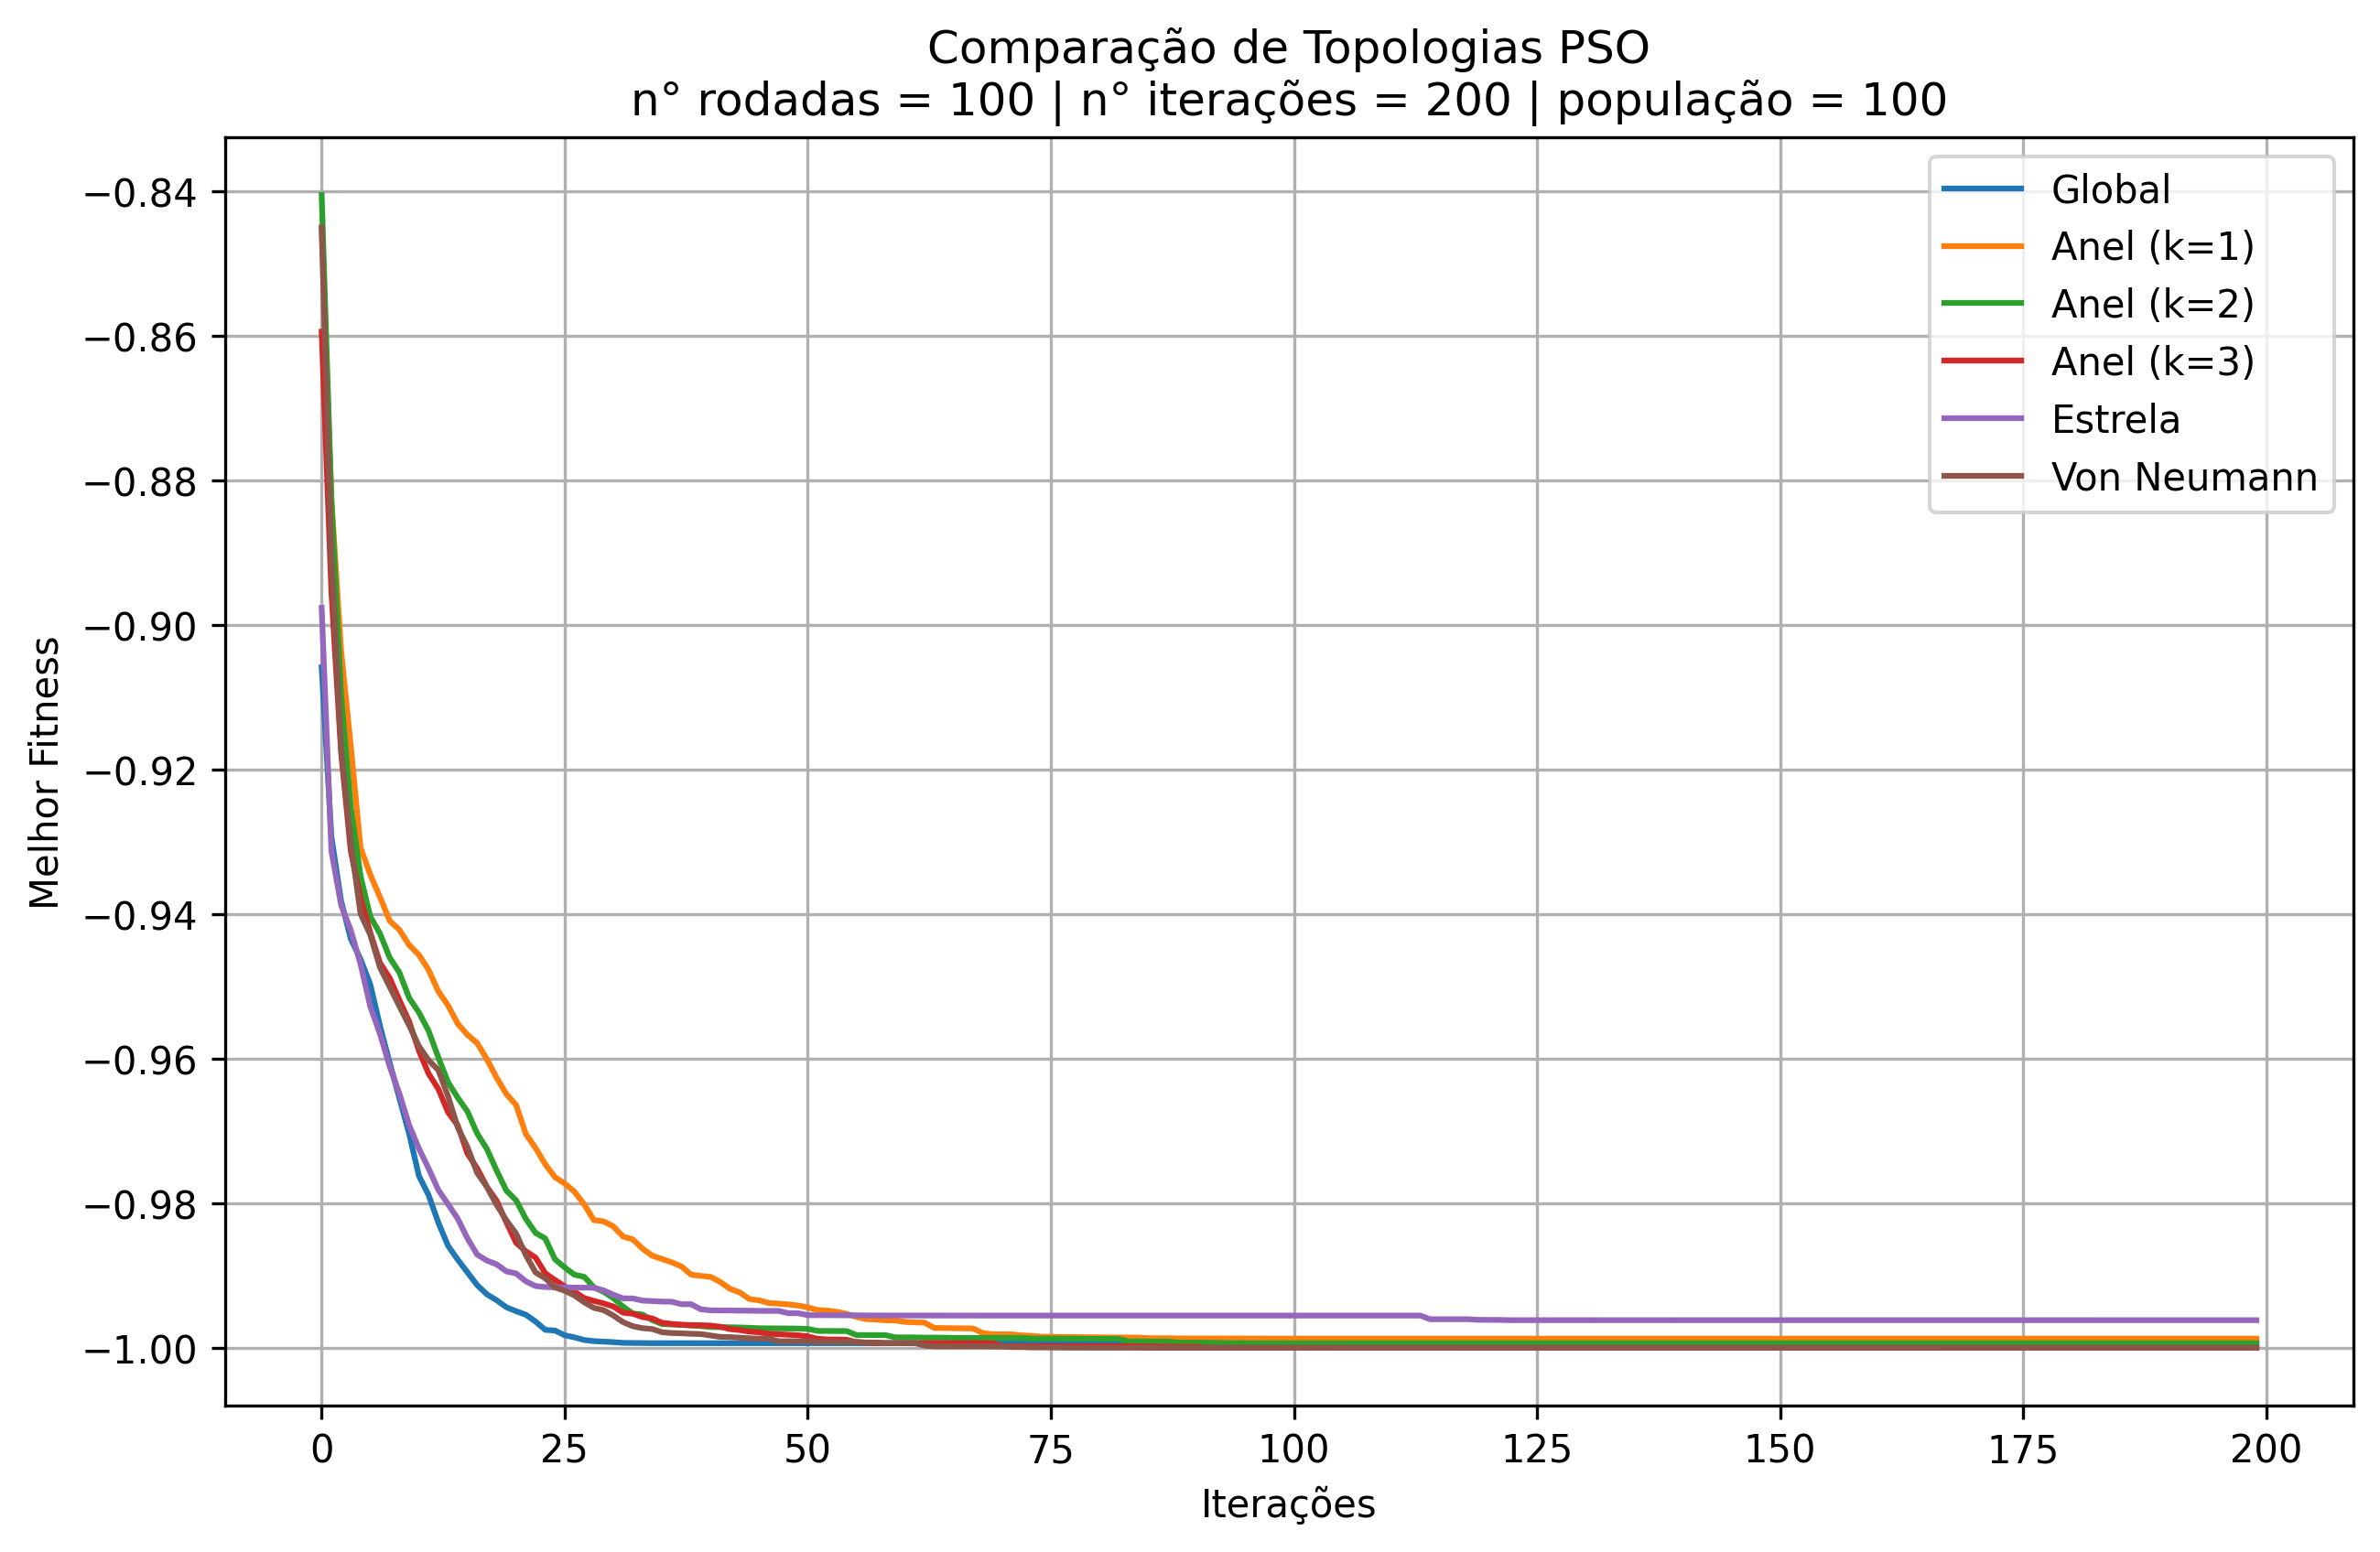 Comparação de Topologias PSO
n° rodadas = 100 | n° iterações = 200 | população = 100
Melhor Fitness
−0.84
−0.86
−0.88
−0.90
−0.92
−0.94
−0.96
−0.98
−1.00
Global
Anel (k=1)
Anel (k=2)
Anel (k=3)
Estrela
Von Neumann
0 25 50 75 100 125 150 175 200
Iterações